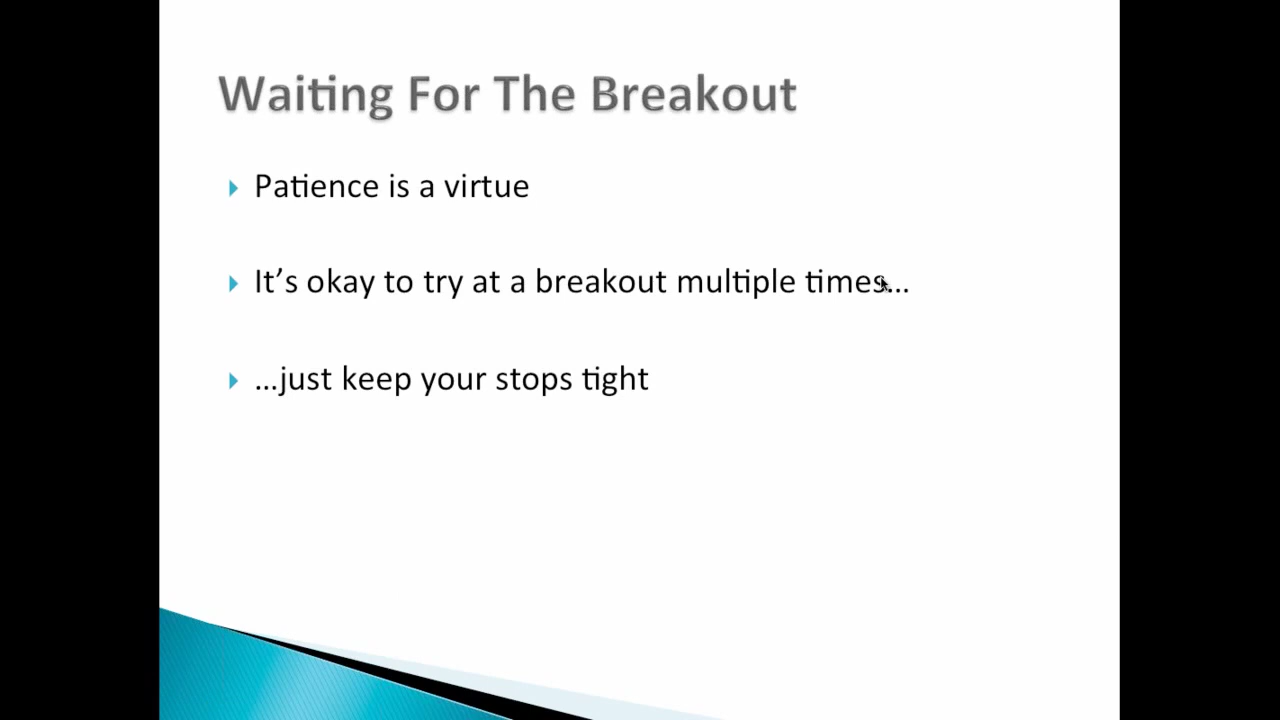 Waiting For The Breakout
Patience is a virtue
It’s okay to try at a breakout multiple times…
…just keep your stops tight